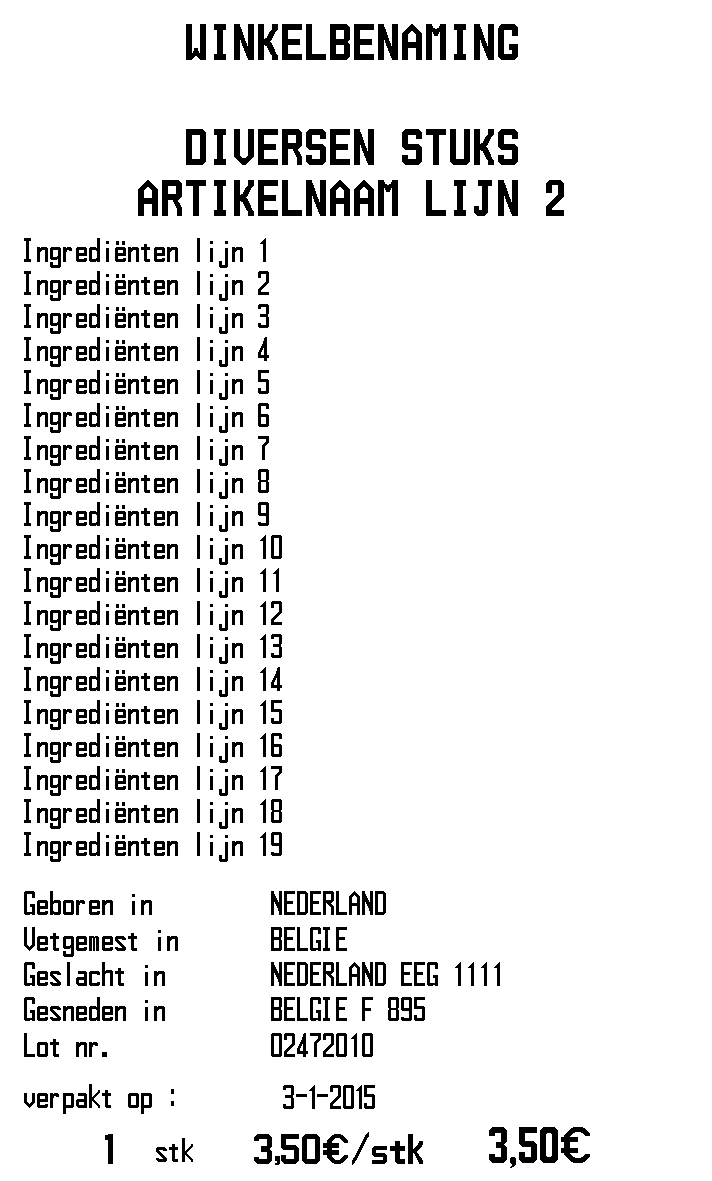 WINKELBENAMING
DIVERSEN STUKS
ARTIKELNAAM LIJN 2
Ingrediënten lijn 1
Ingrediënten lijn 2
Ingrediënten lijn 3
Ingrediënten lijn 4
Ingrediënten lijn 5
Ingrediënten lijn 6
Ingrediënten lijn 7
Ingrediënten lijn 8
Ingrediënten lijn 9
Ingrediënten lijn 10
Ingrediënten lijn 11
Ingrediënten lijn 12
Ingrediënten lijn 13
Ingrediënten lijn 14
Ingrediënten lijn 15
Ingrediënten lijn 16
Ingrediënten lijn 17
Ingrediënten lijn 18
Ingrediënten lijn 19
Geboren in NEDERLAND
Vetgemest in BELGIE
Geslacht in NEDERLAND EEG 1111
Gesneden in BELGIE F 895
Lot nr. 02472010
verpakt op : 3-1-2015
1 stk 3,50€/stk 3,50€